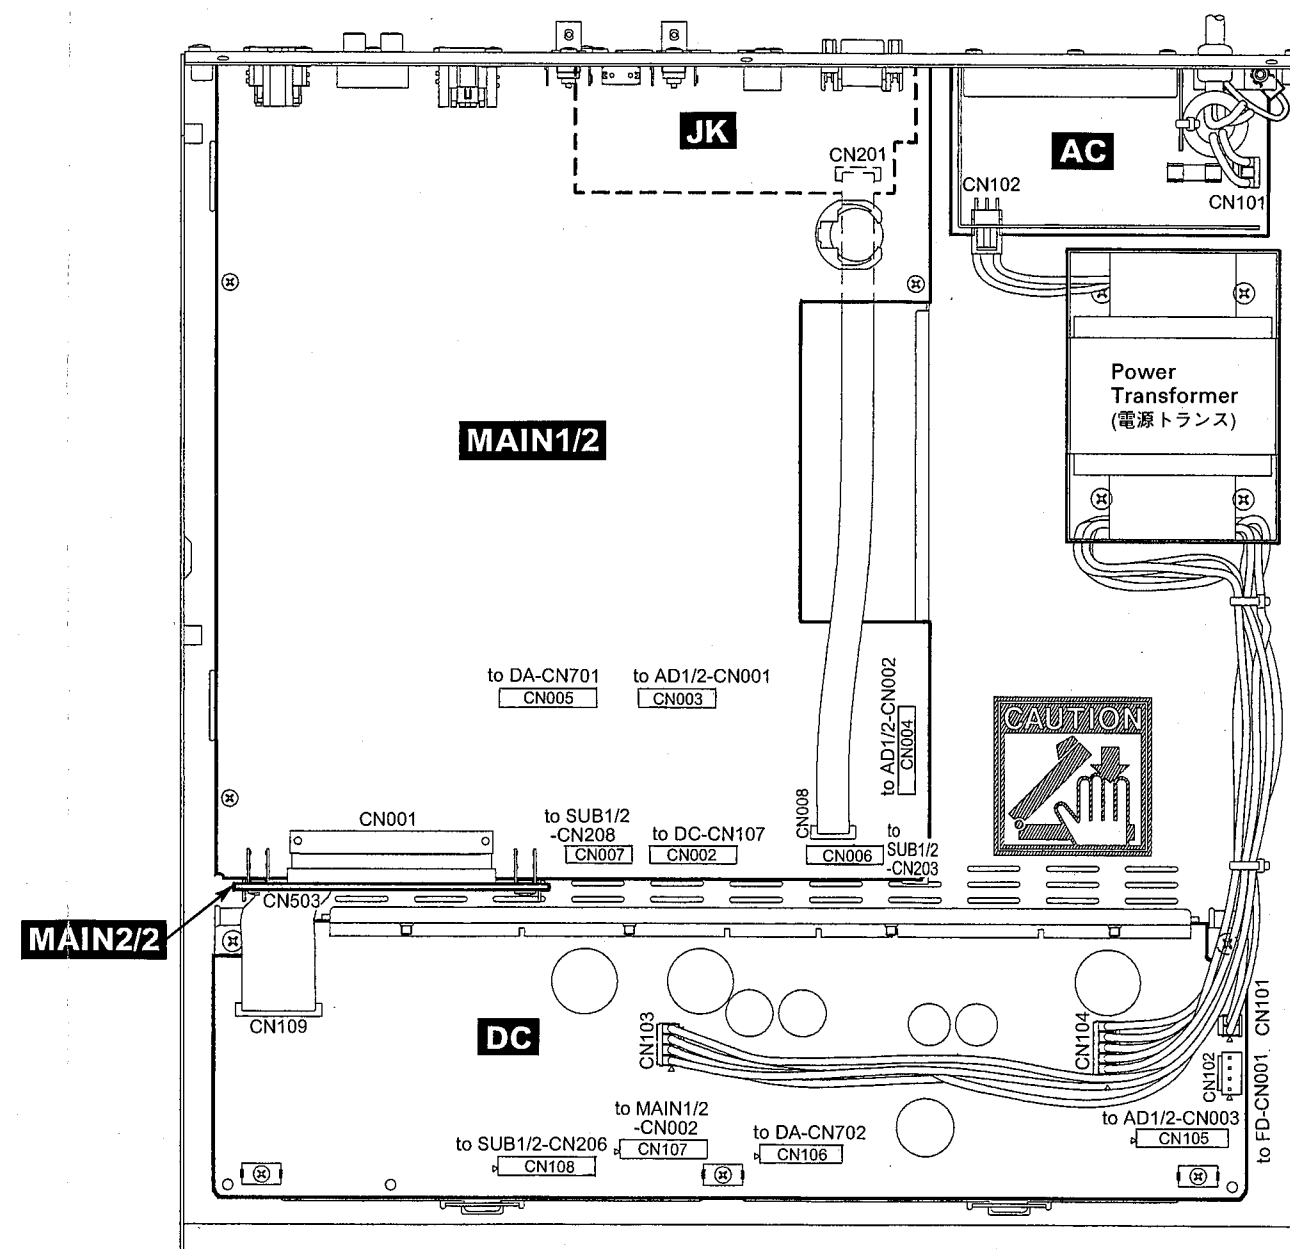 JK
CN201
AC
CN102
CN101
Power
Transformer
(電源トランス)
MAIN1/2
to DA-CN701
CN005
to AD1/2-CN001
CN003
to AD1/2-CN002
CN004
CAUTION
CN008
CN001
to SUB1/2
-CN208
CN007
to DC-CN107
CN002
CN006
to
SUB1/2
-CN203
CN503
MAIN2/2
CN109
DC
CN103
CN104
CN101
CN102
to FD-CN001
to MAIN1/2
-CN002
CN107
to SUB1/2-CN206
CN108
to DA-CN702
CN106
to AD1/2-CN003
CN105